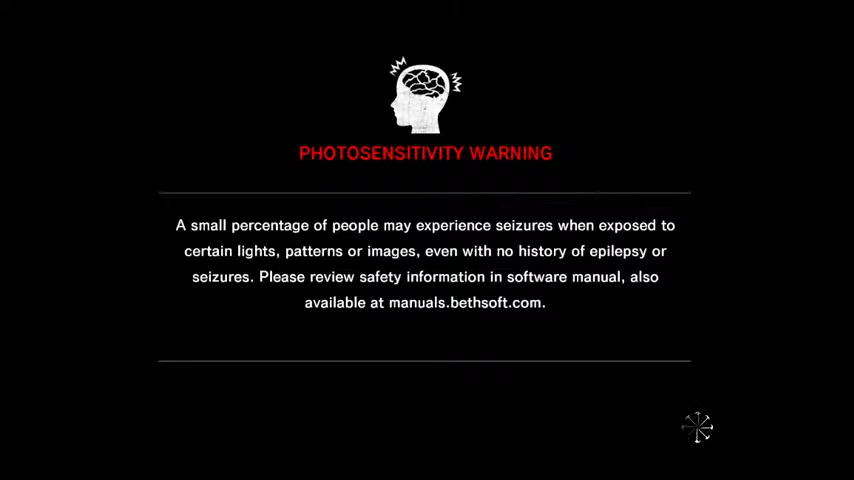 PHOTOSENSITIVITY WARNING
A small percentage of people may experience seizures when exposed to
certain lights, patterns or images, even with no history of epilepsy or
seizures. Please review safety information in software manual, also
available at manuals.bethsoft.com.